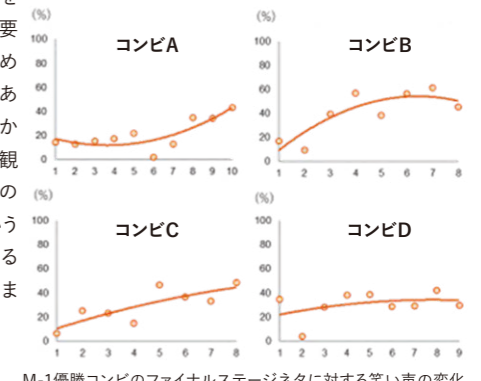 を
要
め
あ
か
観
の
う
る
ま
(%)
コンビA
100
80
60
40
20
0
1 2 3 4 5 6 7 8 9 10
(%)
コンビB
100
80
60
40
20
0
1 2 3 4 5 6 7 8
(%)
コンビC
100
80
60
40
20
0
1 2 3 4 5 6 7 8
(%)
コンビD
100
80
60
40
20
0
1 2 3 4 5 6 7 8 9
M-1優勝コンビのファイナルステージネタに対する笑い声の変化